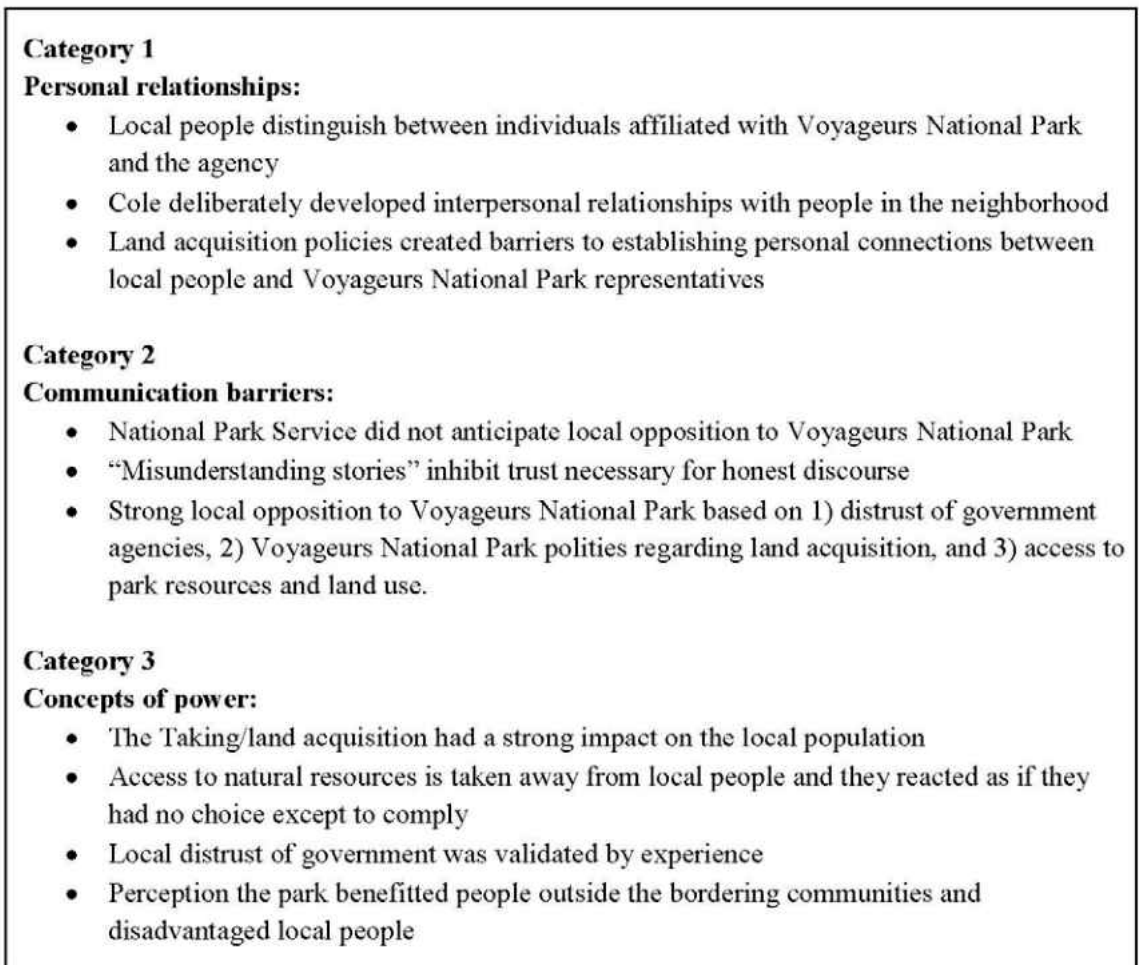 Category 1
Personal relationships:
• Local people distinguish between individuals affiliated with Voyageurs National Park
and the agency
• Cole deliberately developed interpersonal relationships with people in the neighborhood
• Land acquisition policies created barriers to establishing personal connections between
local people and Voyageurs National Park representatives
Category 2
Communication barriers:
• National Park Service did not anticipate local opposition to Voyageurs National Park
• “Misunderstanding stories” inhibit trust necessary for honest discourse
• Strong local opposition to Voyageurs National Park based on 1) distrust of government
agencies, 2) Voyageurs National Park polities regarding land acquisition, and 3) access to
park resources and land use.
Category 3
Concepts of power:
• The Taking/land acquisition had a strong impact on the local population
• Access to natural resources is taken away from local people and they reacted as if they
had no choice except to comply
• Local distrust of government was validated by experience
• Perception the park benefitted people outside the bordering communities and
disadvantaged local people